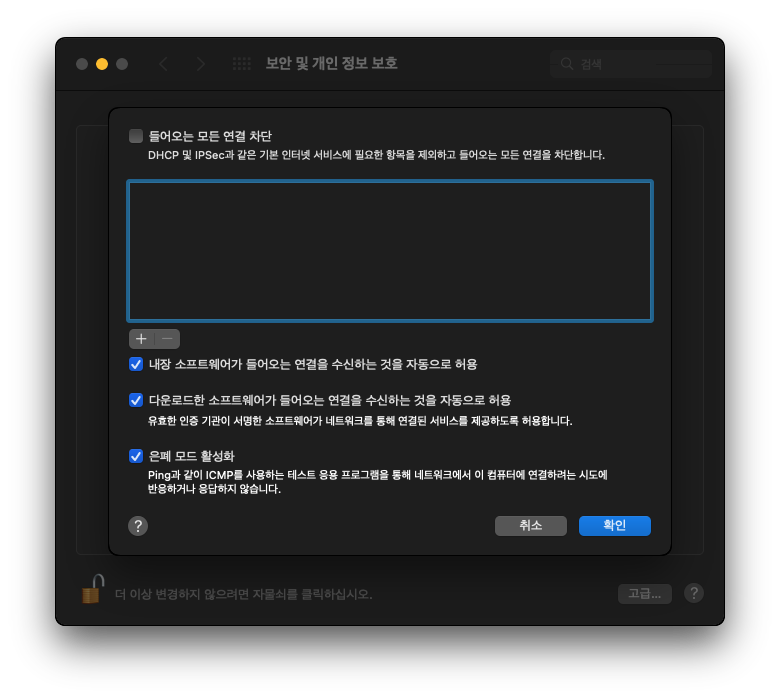 보안 및 개인 정보 보호
검색
들어오는 모든 연결 차단
DHCP 및 IPSec과 같은 기본 인터넷 서비스에 필요한 항목을 제외하고 들어오는 모든 연결을 차단합니다.
내장 소프트웨어가 들어오는 연결을 수신하는 것을 자동으로 허용
다운로드한 소프트웨어가 들어오는 연결을 수신하는 것을 자동으로 허용
유효한 인증 기관이 서명한 소프트웨어가 네트워크를 통해 연결된 서비스를 제공하도록 허용합니다.
은폐 모드 활성화
Ping과 같이 ICMP를 사용하는 테스트 응용 프로그램을 통해 네트워크에서 이 컴퓨터에 연결하려는 시도에
반응하거나 응답하지 않습니다.
? 취소 확인
더 이상 변경하지 않으려면 자물쇠를 클릭하십시오. 고급... ?